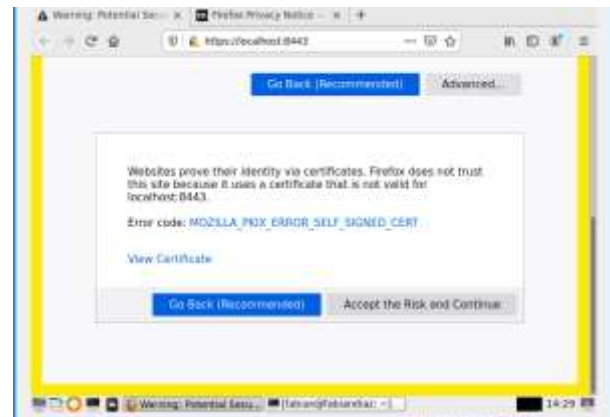 Warning: Potential Sec
Firefox Privacy Notice —
https://localhost:8443
Go Back (Recommended)
Advanced...
Websites prove their identity via certificates. Firefox does not trust
this site because it uses a certificate that is not valid for
localhost:8443.
Error code: MOZILLA_PKIX_ERROR_SELF_SIGNED_CERT
View Certificate
Go Back (Recommended)
Accept the Risk and Continue
Warning: Potential Secu...
14:29